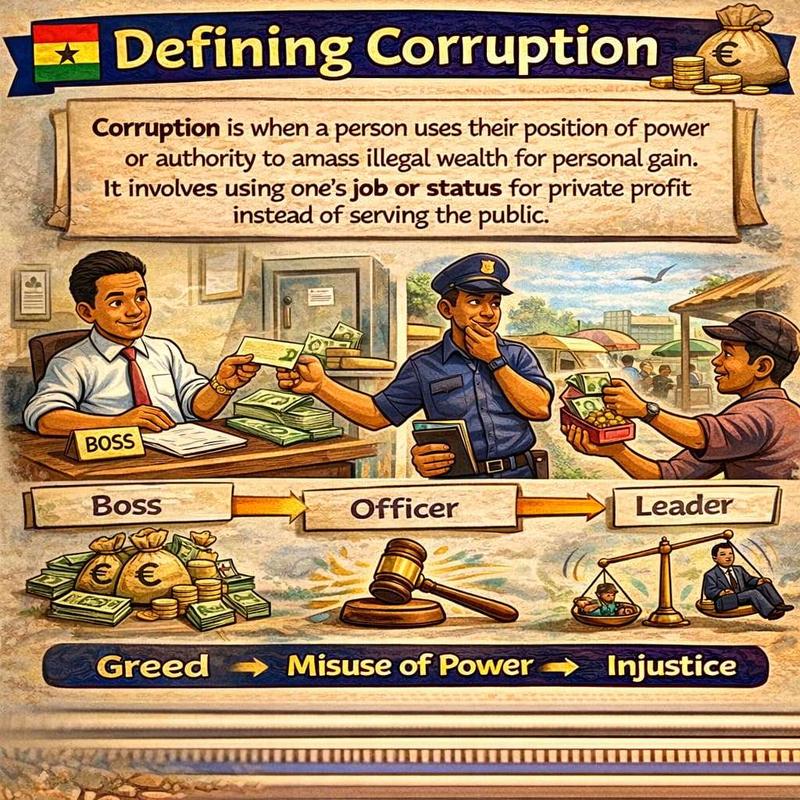 Defining Corruption
€
Corruption is when a person uses their position of power
or authority to amass illegal wealth for personal gain.
It involves using one's job or status for private profit
instead of serving the public.
BOSS
Boss
Officer
Leader
€ €
Greed → Misuse of Power → Injustice